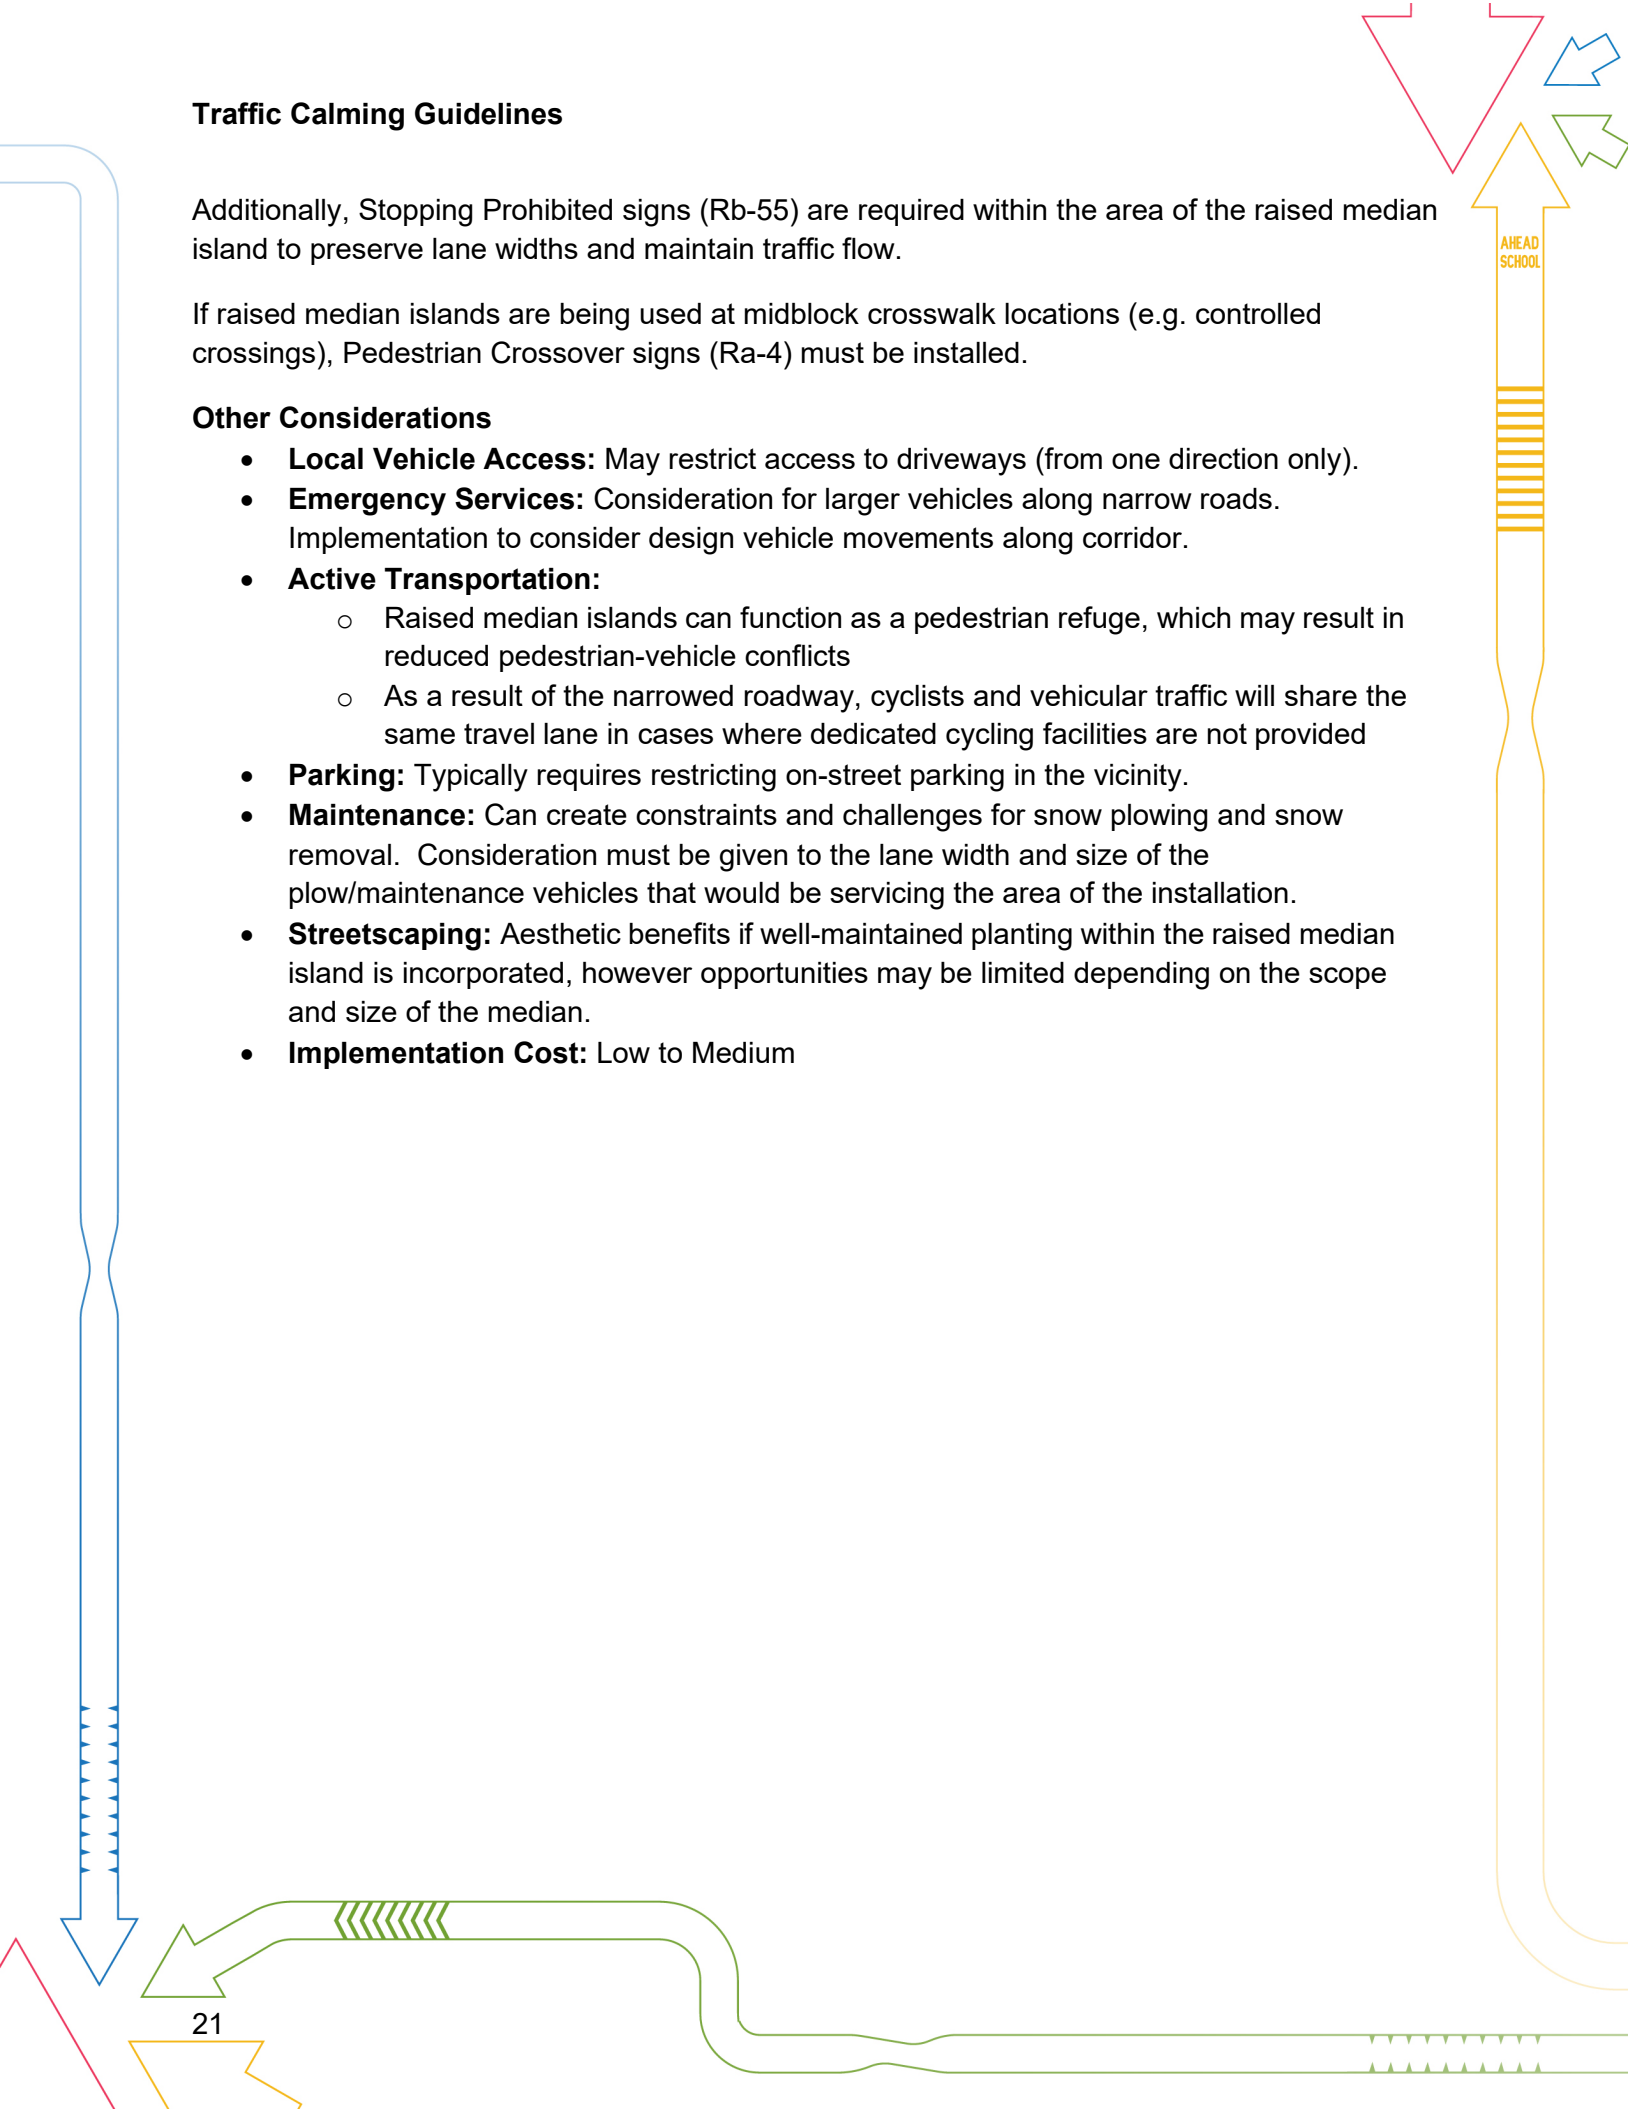 Traffic Calming Guidelines
Additionally, Stopping Prohibited signs (Rb-55) are required within the area of the raised median
island to preserve lane widths and maintain traffic flow.
AHEAD
SCHOOL
If raised median islands are being used at midblock crosswalk locations (e.g. controlled
crossings), Pedestrian Crossover signs (Ra-4) must be installed.
Other Considerations
• Local Vehicle Access: May restrict access to driveways (from one direction only).
• Emergency Services: Consideration for larger vehicles along narrow roads.
Implementation to consider design vehicle movements along corridor.
• Active Transportation:
o Raised median islands can function as a pedestrian refuge, which may result in
reduced pedestrian-vehicle conflicts
o As a result of the narrowed roadway, cyclists and vehicular traffic will share the
same travel lane in cases where dedicated cycling facilities are not provided
• Parking: Typically requires restricting on-street parking in the vicinity.
• Maintenance: Can create constraints and challenges for snow plowing and snow
removal.  Consideration must be given to the lane width and size of the
plow/maintenance vehicles that would be servicing the area of the installation.
• Streetscaping: Aesthetic benefits if well-maintained planting within the raised median
island is incorporated, however opportunities may be limited depending on the scope
and size of the median.
• Implementation Cost: Low to Medium
21